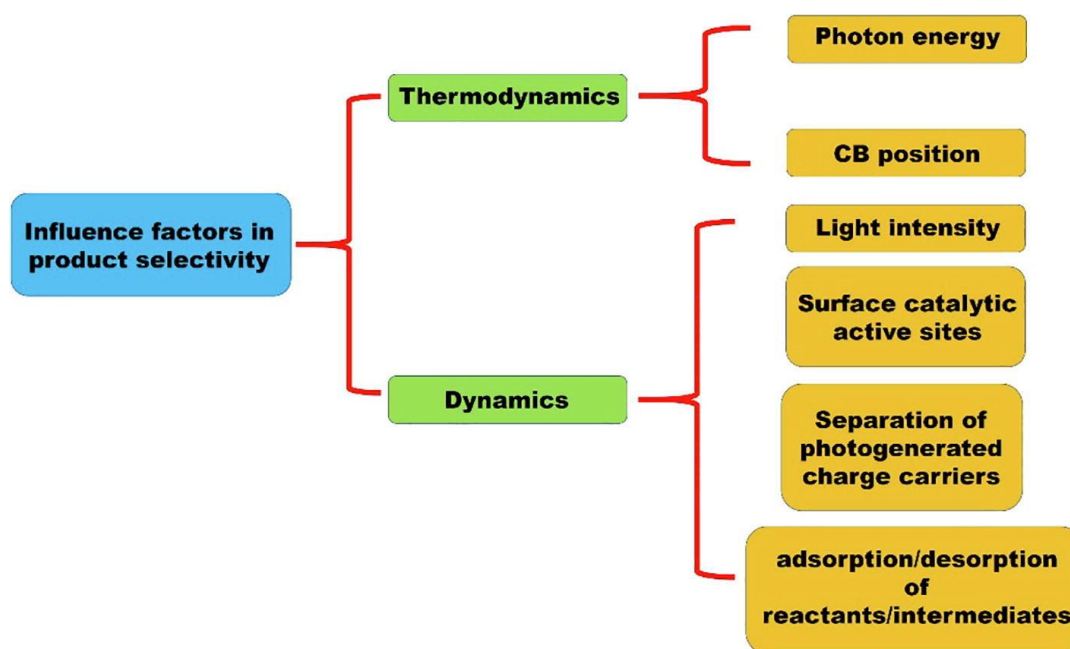 Influence factors in
product selectivity
Thermodynamics
Photon energy
CB position
Dynamics
Light intensity
Surface catalytic
active sites
Separation of
photogenerated
charge carriers
adsorption/desorption
of
reactants/intermediates